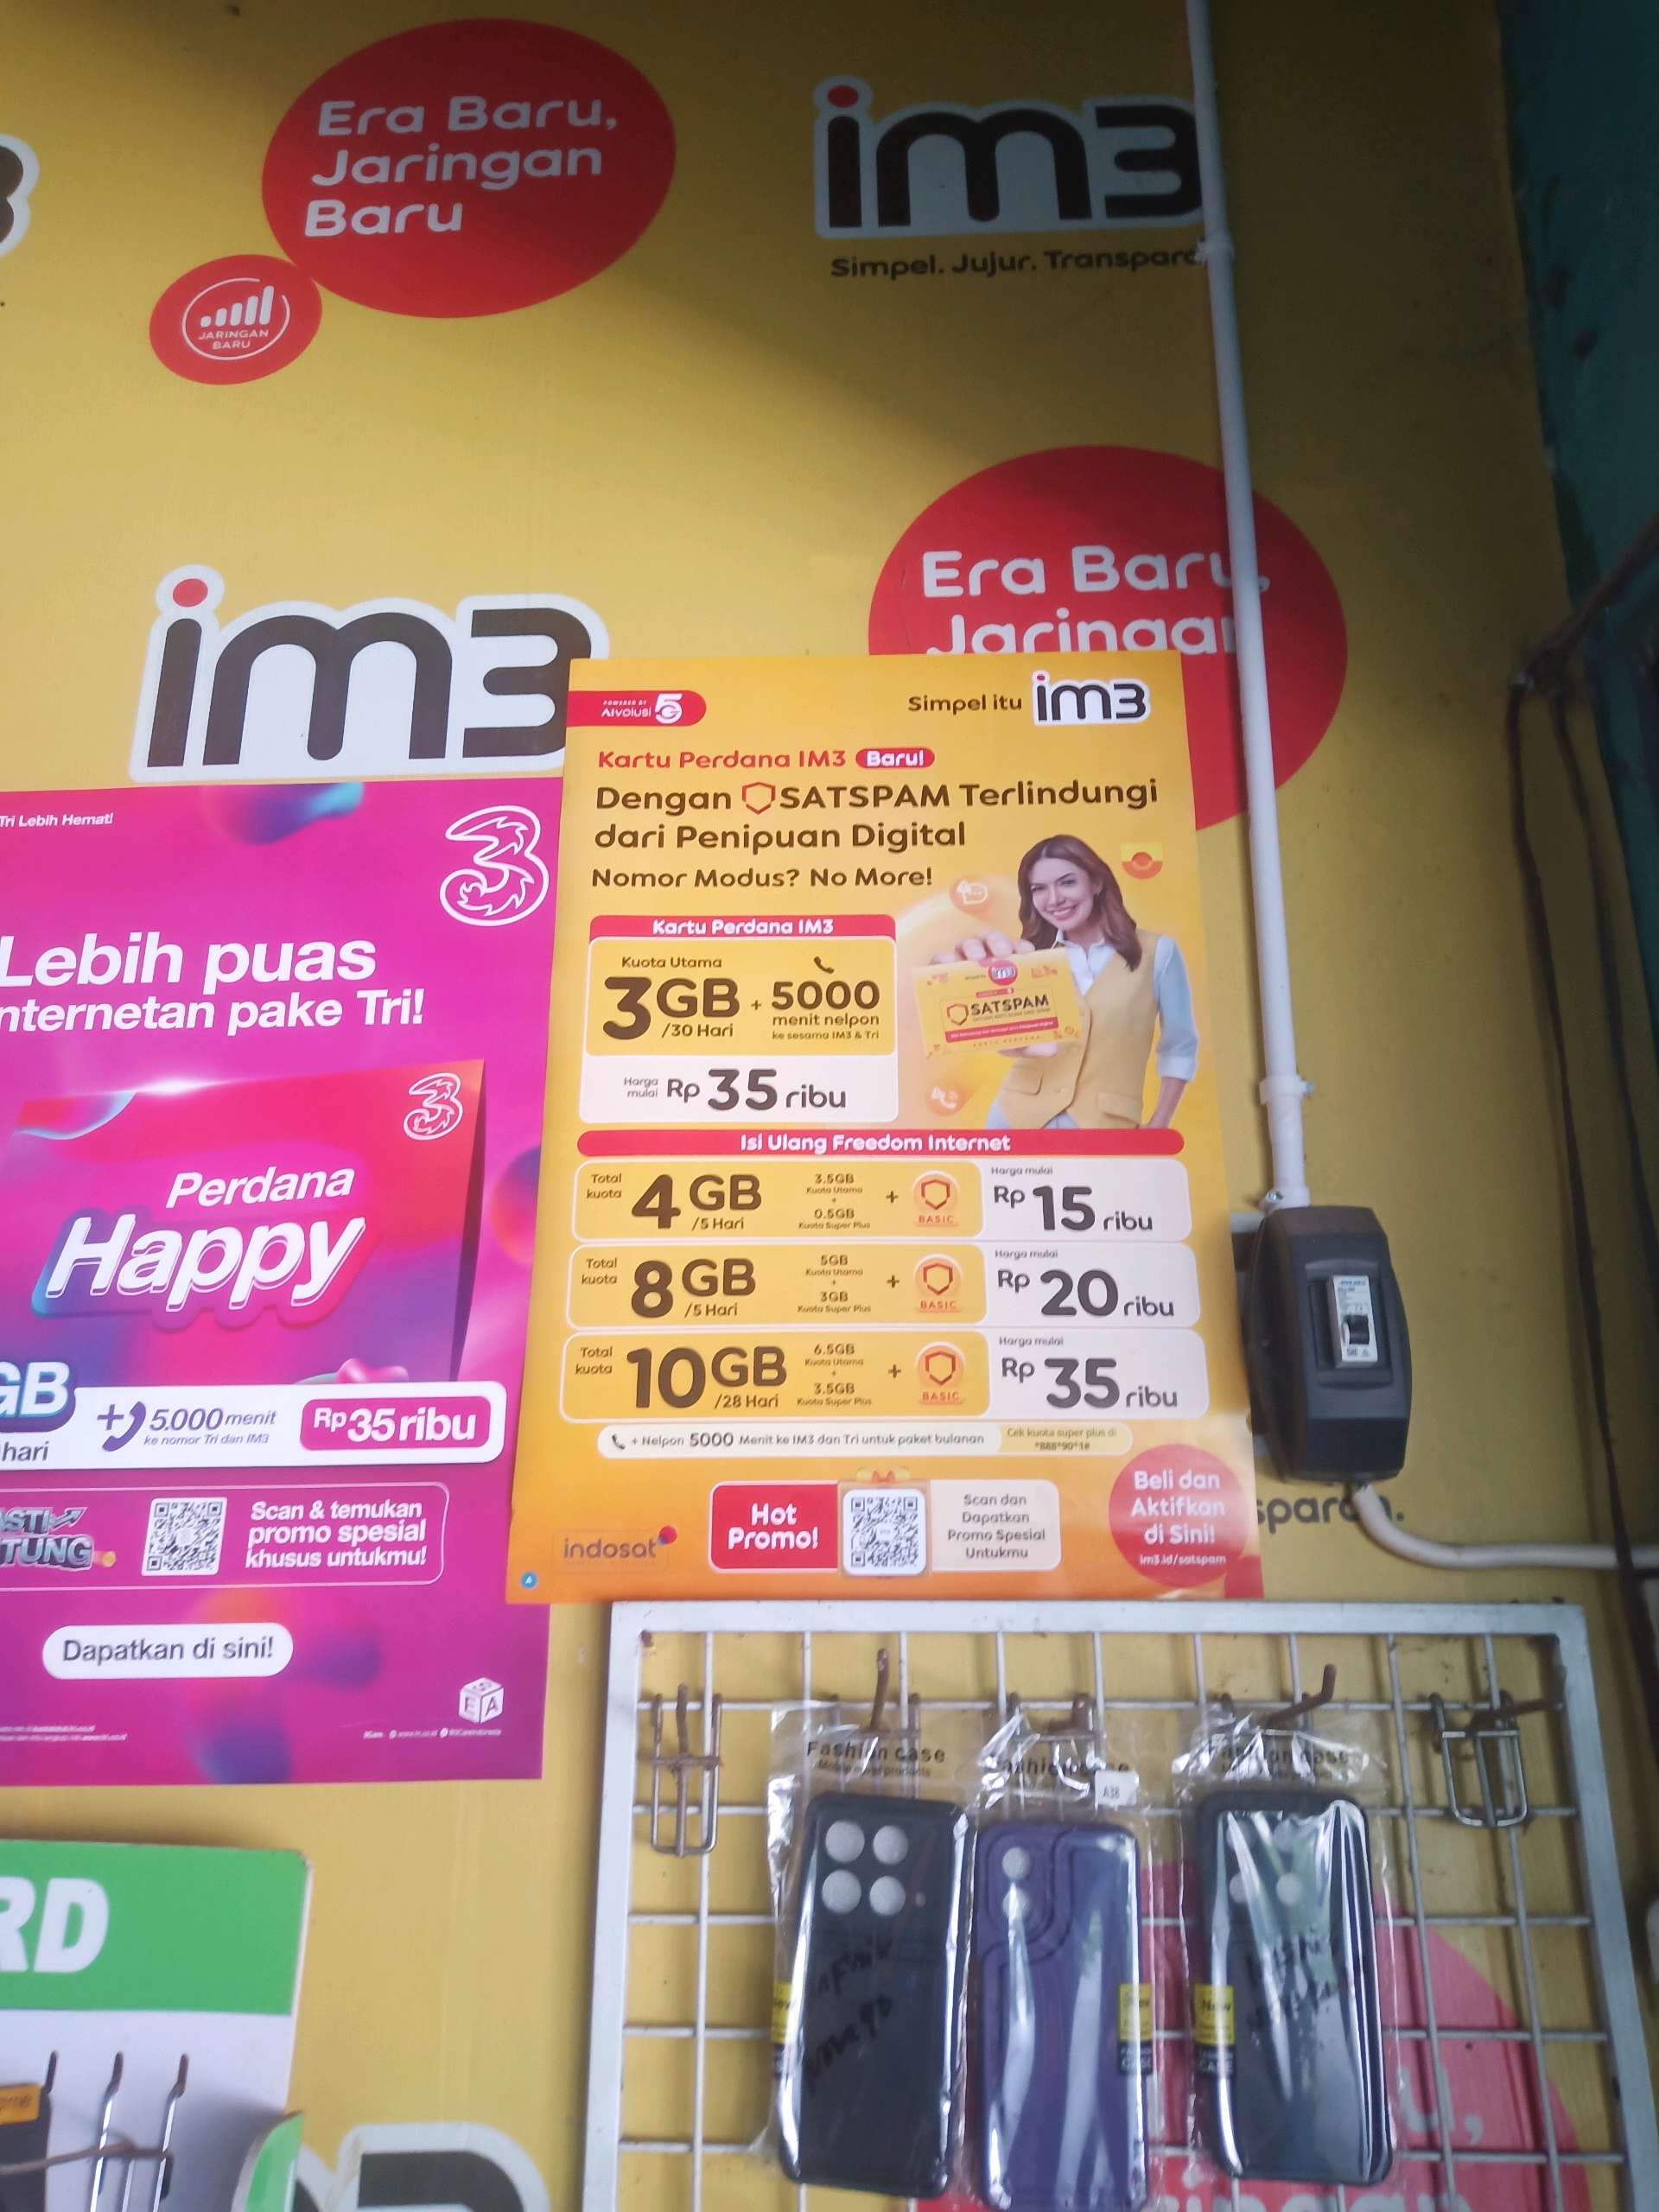 Era Baru,
Jaringan
Baru
JARINGAN
BARU
im3
Simpel. Jujur.
Era Baru,
im3
POWERED BY
AIvolusi 5G
Simpel itu im3
Kartu Perdana IM3 Baru!
Dengan SATSPAM Terlindungi
dari Penipuan Digital
Nomor Modus? No More!
Kartu Perdana IM3
Kuota Utama
3GB
/30 Hari
+ 5000
menit nelpon
ke sesama IM3 & Tri
Harga
mulai Rp 35 ribu
im3
SATSPAM
Isi Ulang Freedom Internet
Total
kuota 4GB
/5 Hari
3.5GB
Kuota Utama
+
0.5GB
Kuota Super Plus
+
BASIC
Harga mulai
Rp 15 ribu
Total
kuota 8GB
/5 Hari
5GB
Kuota Utama
+
3GB
Kuota Super Plus
+
BASIC
Harga mulai
Rp 20 ribu
Total
kuota 10GB
/28 Hari
6.5GB
Kuota Utama
+
3.5GB
Kuota Super Plus
+
BASIC
Harga mulai
Rp 35 ribu
+ Nelpon 5000 Menit ke IM3 dan Tri untuk paket bulanan
Cek kuota super plus di
indosat
Hot
Promo!
Scan dan
Dapatkan
Promo Spesial
Untukmu
Beli dan
Aktifkan
di Sini!
im3.id/satspam
Tri Lebih Hemat!
3
Lebih puas
nternetan pake Tri!
3
Perdana
Happy
GB
hari
+ 5.000 menit
ke nomor Tri dan IM3
Rp35 ribu
Scan & temukan
promo spesial
khusus untukmu!
Dapatkan di sini!
RD
Fashion case
Mobile
A38